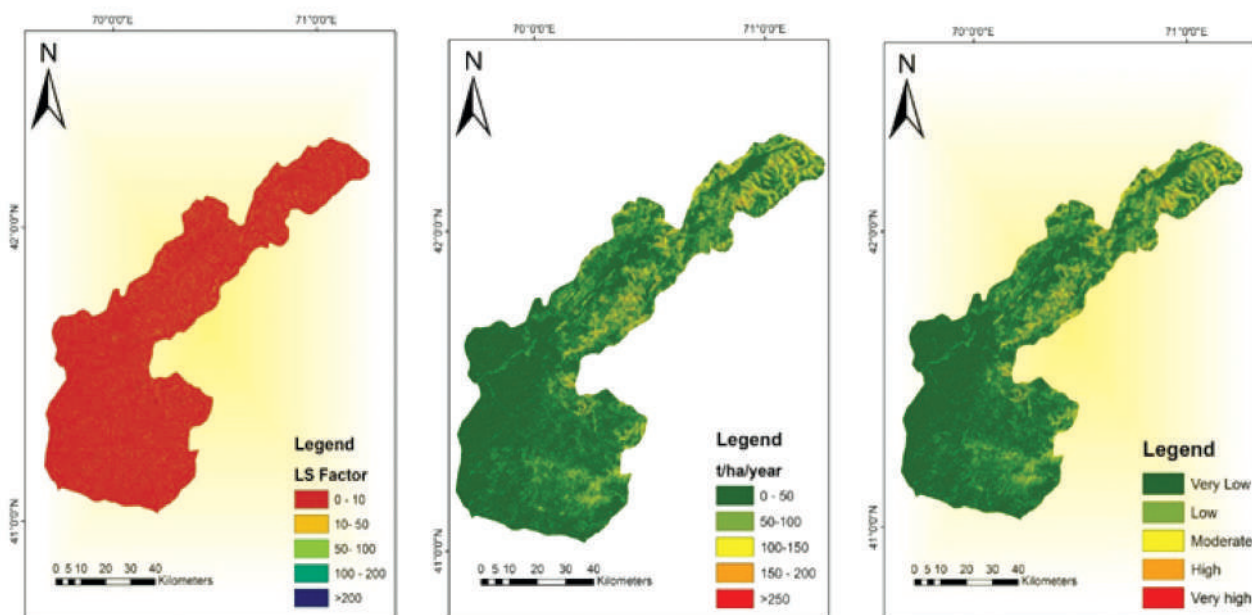 70°0'0"E 71°0'0"E
N
42°0'0"N
41°0'0"N
Legend
LS Factor
0 - 10
10- 50
50- 100
100 - 200
>200
0 5 10 20 30 40
Kilometers
70°0'0"E 71°0'0"E
N
42°0'0"N
41°0'0"N
Legend
t/ha/year
0 - 50
50-100
100-150
150 - 200
>250
0 5 10 20 30 40
Kilometers
70°0'0"E 71°0'0"E
N
42°0'0"N
41°0'0"N
Legend
Very Low
Low
Moderate
High
Very high
0 5 10 20 30 40
Kilometers